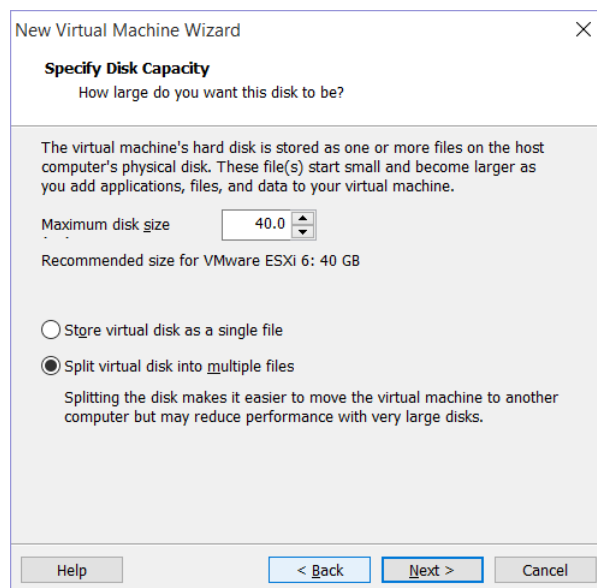 New Virtual Machine Wizard
Specify Disk Capacity
How large do you want this disk to be?
The virtual machine's hard disk is stored as one or more files on the host
computer's physical disk. These file(s) start small and become larger as
you add applications, files, and data to your virtual machine.
Maximum disk size 40.0
Recommended size for VMware ESXi 6: 40 GB
Store virtual disk as a single file
Split virtual disk into multiple files
Splitting the disk makes it easier to move the virtual machine to another
computer but may reduce performance with very large disks.
Help < Back Next > Cancel